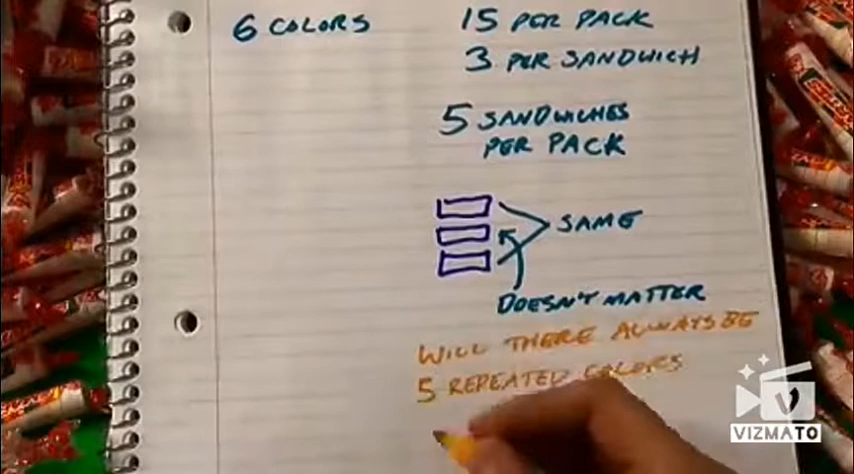 6 COLORS
15 PER PACK
3 PER SANDWICH
5 SANDWICHES
PER PACK
SAME
DOESN'T MATTER
WILL THERE ALWAYS BE
5 REPEATED COLORS
VIZMATO